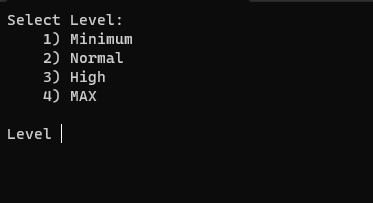 Select Level:
1) Minimum
2) Normal
3) High
4) MAX
Level